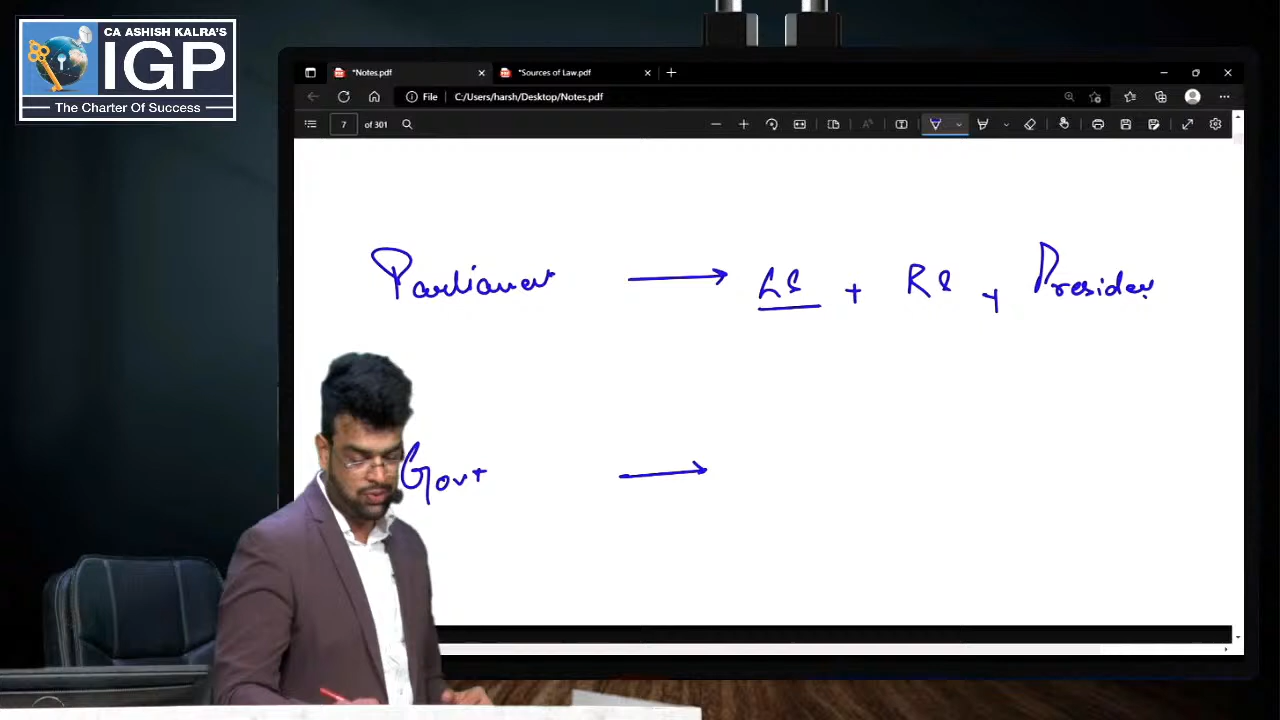 CA ASHISH KALRA'S
IGP
The Charter Of Success
*Notes.pdf
*Sources of Law.pdf
File C:/Users/harsh/Desktop/Notes.pdf
7 of 301
Parliament → LS + RS + President
Govt →